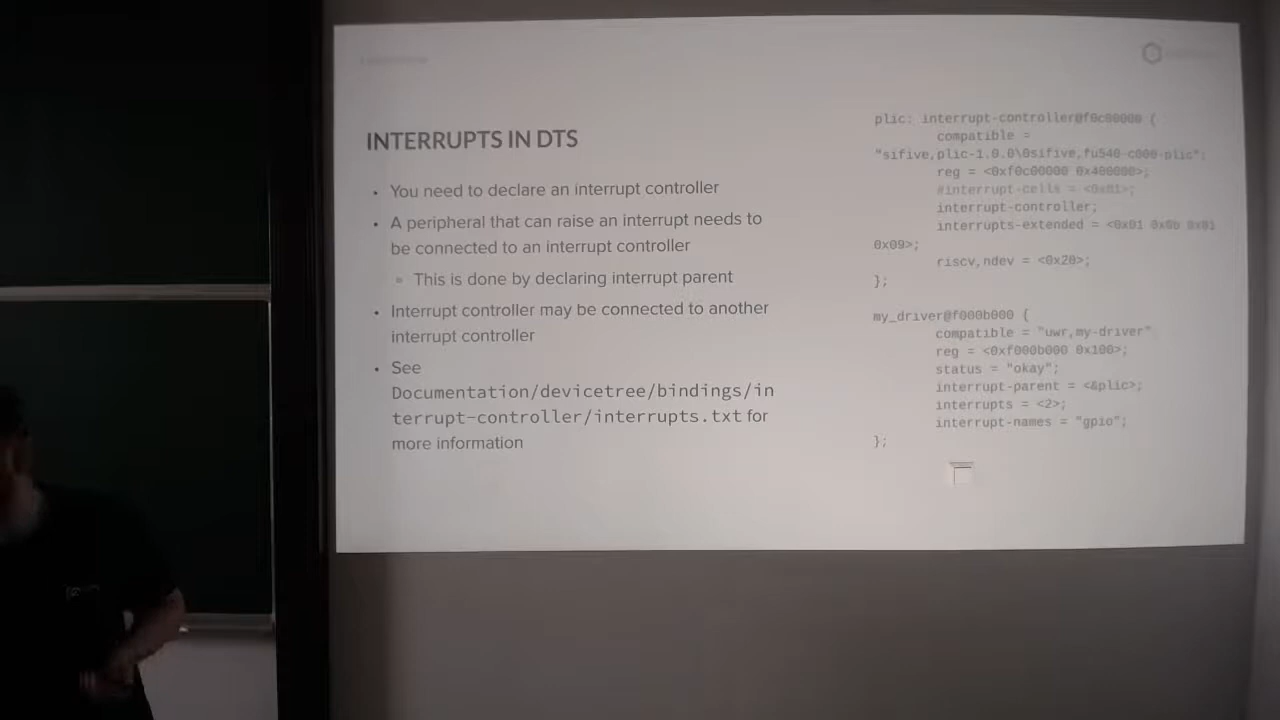 INTERRUPTS IN DTS
• You need to declare an interrupt controller
• A peripheral that can raise an interrupt needs to
be connected to an interrupt controller
This is done by declaring interrupt parent
• Interrupt controller may be connected to another
interrupt controller
• See
Documentation/devicetree/bindings/in
terrupt-controller/interrupts.txt for
more information
plic: interrupt-controller@f0c00000 {
compatible =
"sifive,plic-1.0.0\0sifive,fu540-c000-plic";
reg = <0xf0c00000 0x400000>;
#interrupt-cells = <0x01>;
interrupt-controller;
interrupts-extended = <0x01 0x0b 0x01
0x09>;
riscv,ndev = <0x20>;
};
my_driver@f000b000 {
compatible = "uwr,my-driver"
reg = <0xf000b000 0x100>;
status = "okay";
interrupt-parent = <&plic>;
interrupts = <2>;
interrupt-names = "gpio";
};